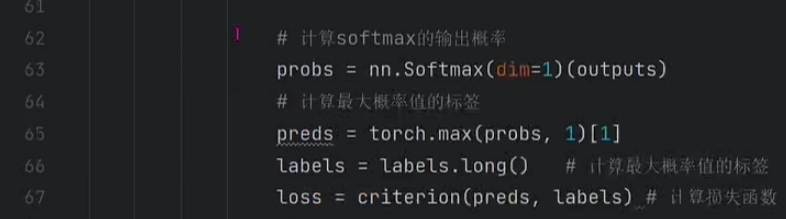 61
62 # 计算softmax的输出概率
63 probs = nn.Softmax(dim=1)(outputs)
64 # 计算最大概率值的标签
65 preds = torch.max(probs, 1)[1]
66 labels = labels.long() # 计算最大概率值的标签
67 loss = criterion(preds, labels) # 计算损失函数